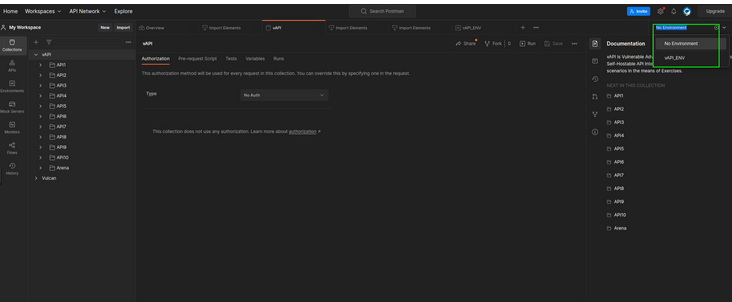 Home Workspaces API Network Explore Search Postman Invite Upgrade
My Workspace New Import Overview Import Elements vAPI Import Elements Import Elements vAPI_ENV No Environment
Collections
APIs
Environments
Mock Servers
Monitors
Flows
History
vAPI
API1
API2
API3
API4
API5
API6
API7
API8
API9
API10
Arena
Vulcan
vAPI Share Fork 0 Run Save
Authorization Pre-request Script Tests Variables Runs
This authorization method will be used for every request in this collection. You can override this by specifying one in the request.
Type No Auth
This collection does not use any authorization. Learn more about authorization
No Environment
vAPI_ENV
Documentation
vAPI is Vulnerable
Self-Hostable API
scenarios in the means of Exercises.
NEXT IN THIS COLLECTION
API1
API2
API3
API4
API5
API6
API7
API8
API9
API10
Arena